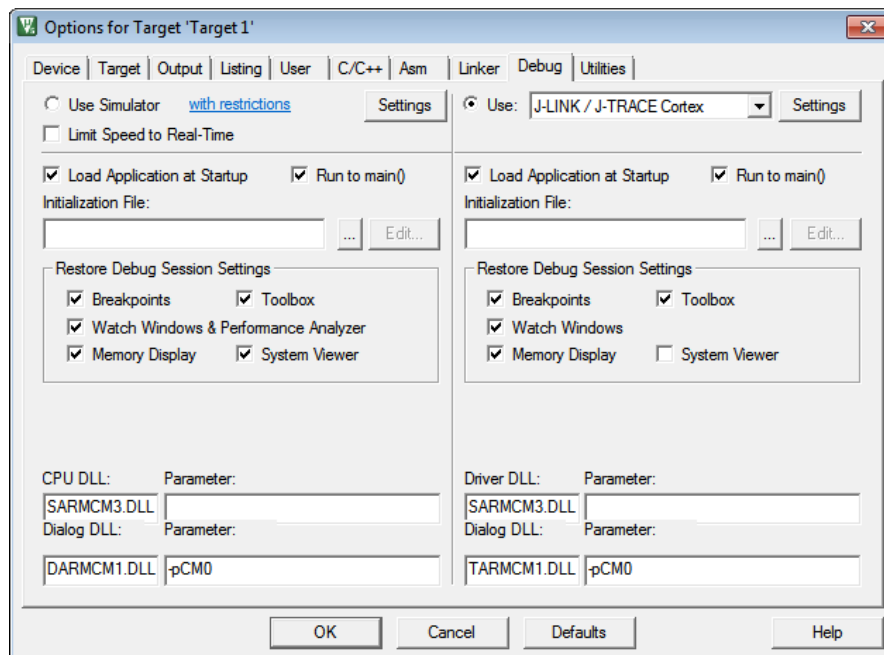 Options for Target 'Target 1'
Device Target Output Listing User C/C++ Asm Linker Debug Utilities
Use Simulator with restrictions Settings Use: J-LINK / J-TRACE Cortex Settings
Limit Speed to Real-Time
Load Application at Startup Run to main() Load Application at Startup Run to main()
Initialization File: Initialization File:
... Edit... ... Edit...
Restore Debug Session Settings Restore Debug Session Settings
Breakpoints Toolbox Breakpoints Toolbox
Watch Windows & Performance Analyzer Watch Windows
Memory Display System Viewer Memory Display System Viewer
CPU DLL: Parameter: Driver DLL: Parameter:
SARMCM3.DLL SARMCM3.DLL
Dialog DLL: Parameter: Dialog DLL: Parameter:
DARMCM1.DLL -pCM0 TARMCM1.DLL -pCM0
OK Cancel Defaults Help